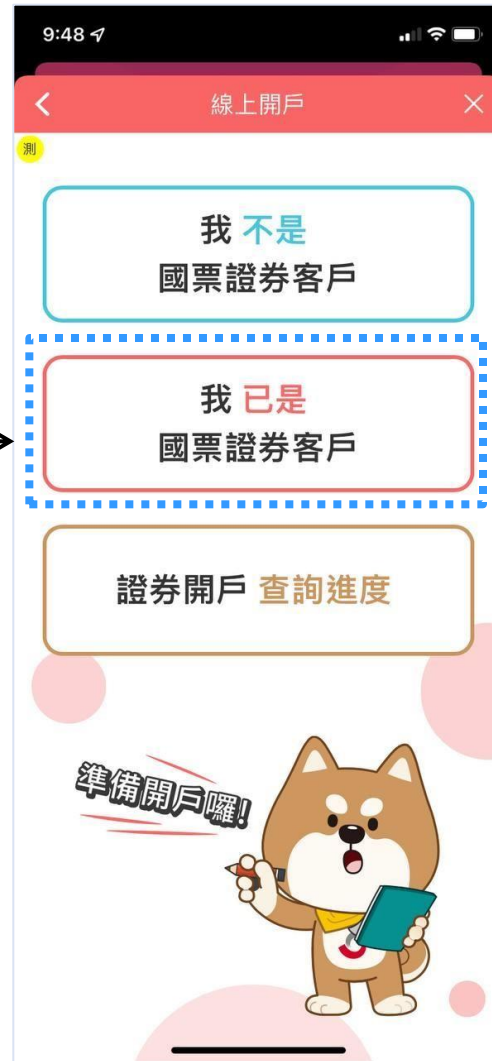 9:48
線上開戶
測
我 不是
國票證券客戶
我 已是
國票證券客戶
證券開戶 查詢進度
準備開戶囉!